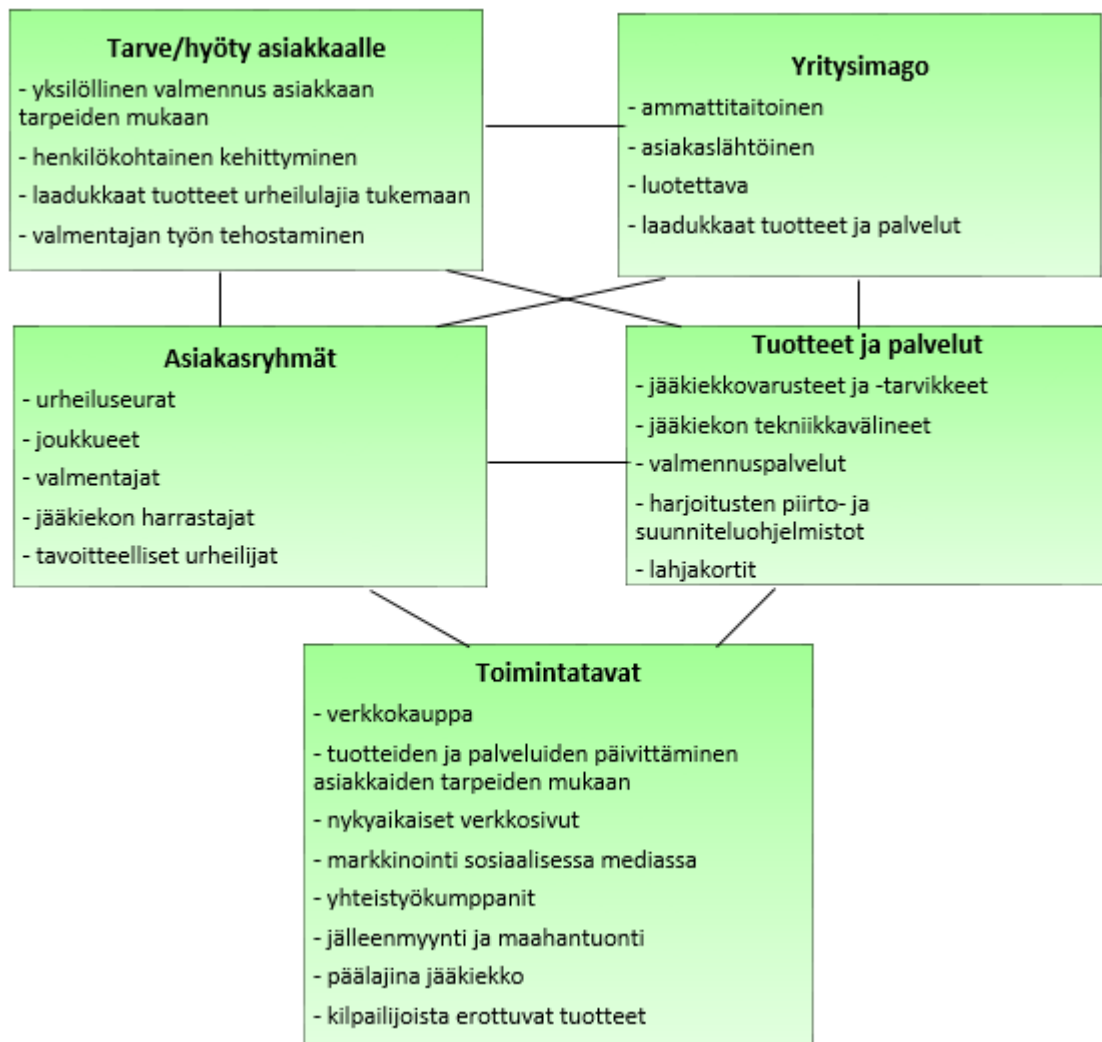 Tarve/hyöty asiakkaalle
- yksilöllinen valmennus asiakkaan
tarpeiden mukaan
- henkilökohtainen kehittyminen
- laadukkaat tuotteet urheilulajia tukemaan
- valmentajan työn tehostaminen
Yritysimago
- ammattitaitoinen
- asiakaslähtöinen
- luotettava
- laadukkaat tuotteet ja palvelut
Asiakasryhmät
- urheiluseurat
- joukkueet
- valmentajat
- jääkiekon harrastajat
- tavoitteelliset urheilijat
Tuotteet ja palvelut
- jääkiekkovarusteet ja -tarvikkeet
- jääkiekon tekniikkavälineet
- valmennuspalvelut
- harjoitusten piirto- ja
suunniteluohjelmistot
- lahjakortit
Toimintatavat
- verkkokauppa
- tuotteiden ja palveluiden päivittäminen
asiakkaiden tarpeiden mukaan
- nykyaikaiset verkkosivut
- markkinointi sosiaalisessa mediassa
- yhteistyökumppanit
- jälleenmyynti ja maahantuonti
- päälajina jääkiekko
- kilpailijoista erottuvat tuotteet